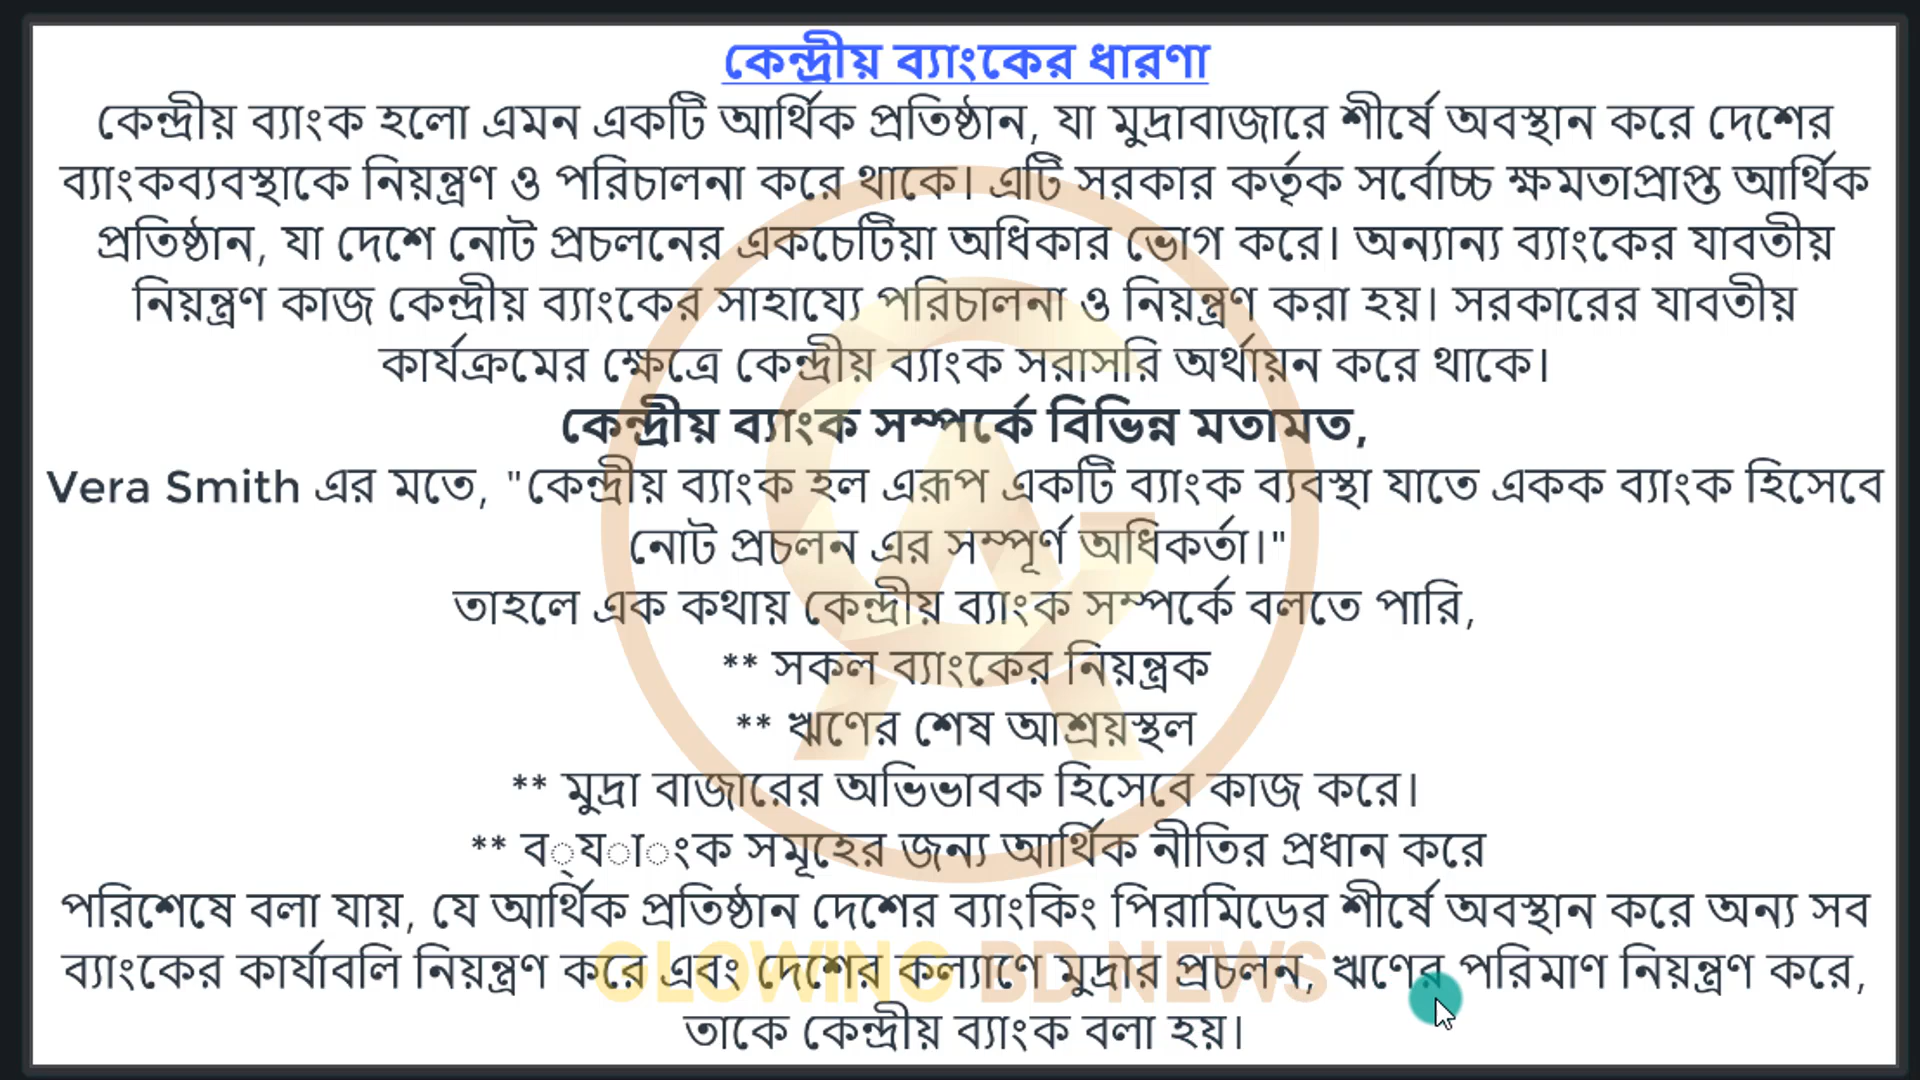 কেন্দ্রীয় ব্যাংকের ধারণা
কেন্দ্রীয় ব্যাংক হলো এমন একটি আর্থিক প্রতিষ্ঠান, যা মুদ্রাবাজারে শীর্ষে অবস্থান করে দেশের
ব্যাংকব্যবস্থাকে নিয়ন্ত্রণ ও পরিচালনা করে থাকে। এটি সরকার কর্তৃক সর্বোচ্চ ক্ষমতাপ্রাপ্ত আর্থিক
প্রতিষ্ঠান, যা দেশে নোট প্রচলনের একচেটিয়া অধিকার ভোগ করে। অন্যান্য ব্যাংকের যাবতীয়
নিয়ন্ত্রণ কাজ কেন্দ্রীয় ব্যাংকের সাহায্যে পরিচালনা ও নিয়ন্ত্রণ করা হয়। সরকারের যাবতীয়
কার্যক্রমের ক্ষেত্রে কেন্দ্রীয় ব্যাংক সরাসরি অর্থায়ন করে থাকে।
কেন্দ্রীয় ব্যাংক সম্পর্কে বিভিন্ন মতামত,
Vera Smith এর মতে, "কেন্দ্রীয় ব্যাংক হল এরূপ একটি ব্যাংক ব্যবস্থা যাতে একক ব্যাংক হিসেবে
নোট প্রচলন এর সম্পূর্ণ অধিকর্তা।"
তাহলে এক কথায় কেন্দ্রীয় ব্যাংক সম্পর্কে বলতে পারি,
** সকল ব্যাংকের নিয়ন্ত্রক
** ঋণের শেষ আশ্রয়স্থল
** মুদ্রা বাজারের অভিভাবক হিসেবে কাজ করে।
** ব্যাংক সমূহের জন্য আর্থিক নীতির প্রধান করে
পরিশেষে বলা যায়, যে আর্থিক প্রতিষ্ঠান দেশের ব্যাংকিং পিরামিডের শীর্ষে অবস্থান করে অন্য সব
ব্যাংকের কার্যাবলি নিয়ন্ত্রণ করে এবং দেশের কল্যাণে মুদ্রার প্রচলন, ঋণের পরিমাণ নিয়ন্ত্রণ করে,
GLOWING BD NEWS
তাকে কেন্দ্রীয় ব্যাংক বলা হয়।